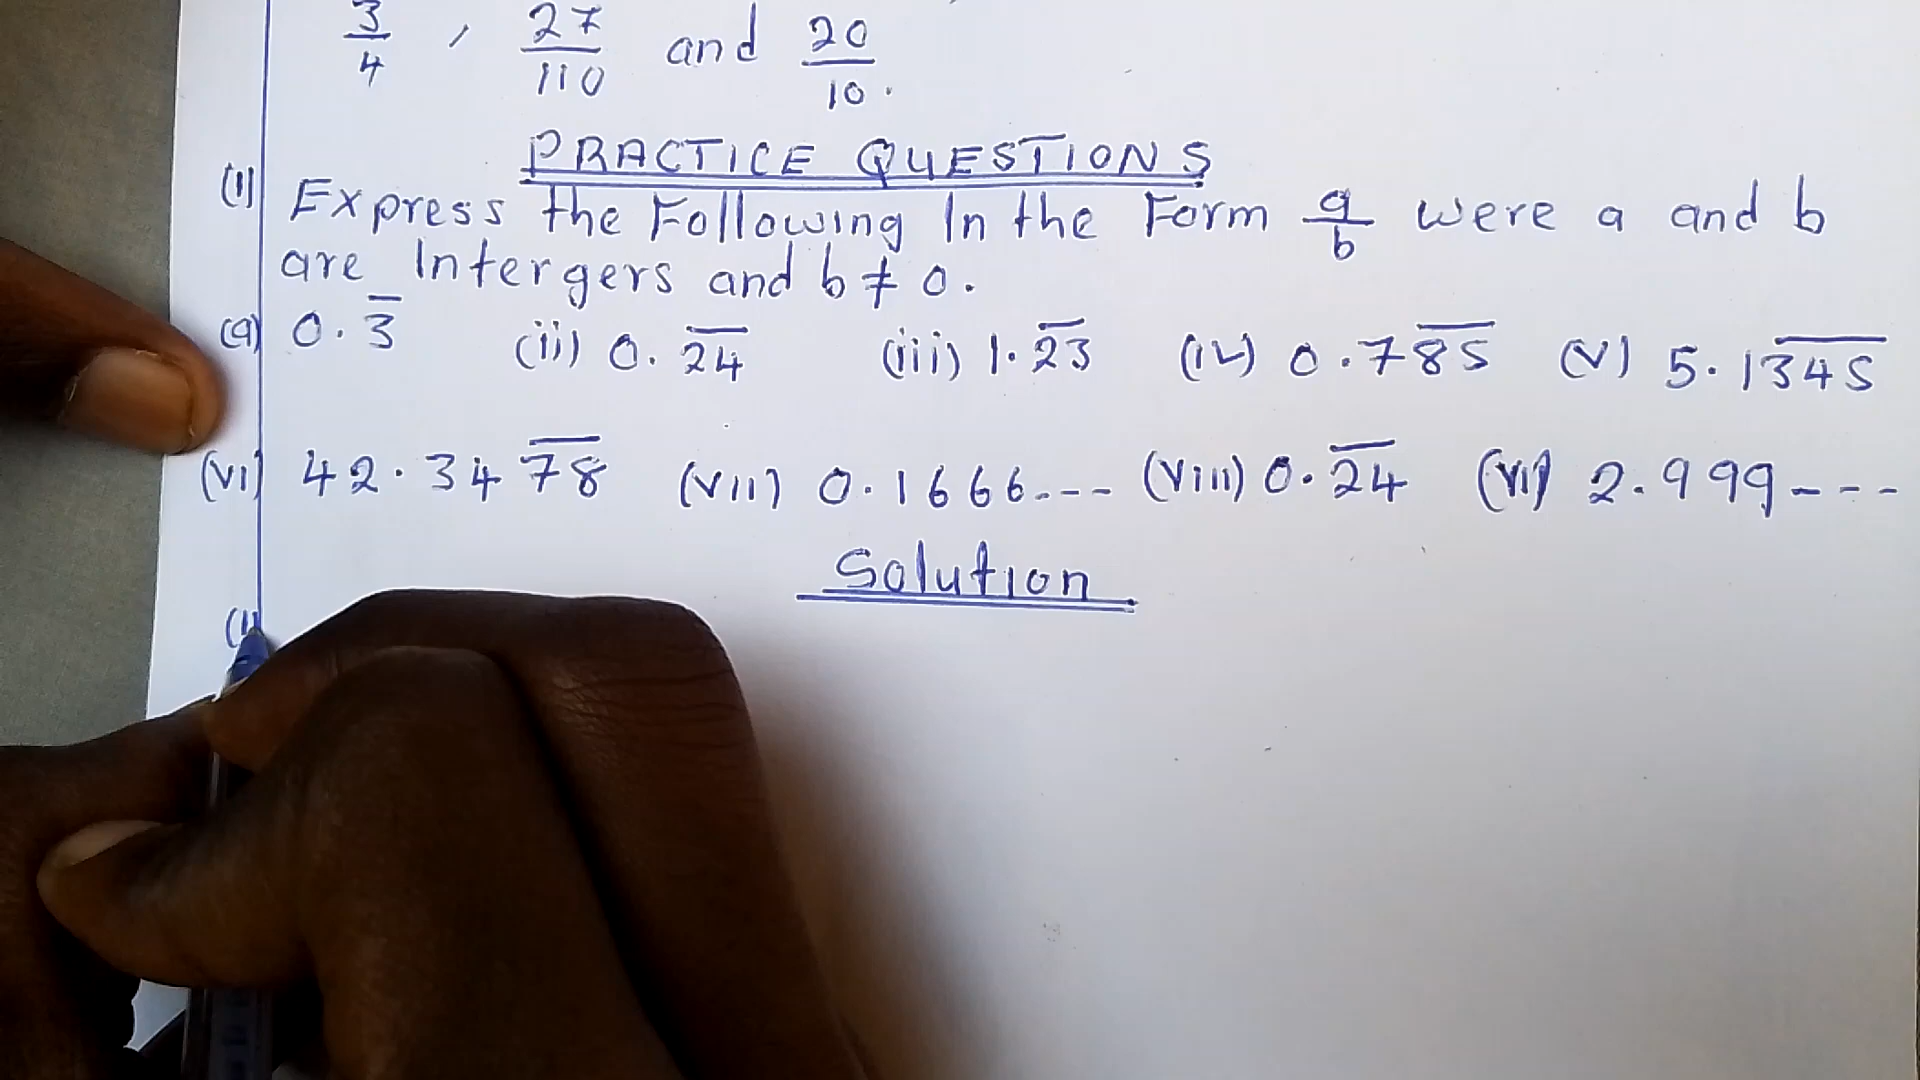 3/4 , 27/110 and 20/10.
PRACTICE QUESTIONS
(1) Express the Following In the Form a/b were a and b
are Intergers and b ≠ 0.
(a) 0.3̅ (ii) 0.2̅4̅ (iii) 1.2̅3̅ (iv) 0.78̅5̅ (v) 5.13̅4̅5̅
(vi) 42.347̅8̅ (vii) 0.1666--- (viii) 0.2̅4̅ (vi) 2.999---
Solution
(1